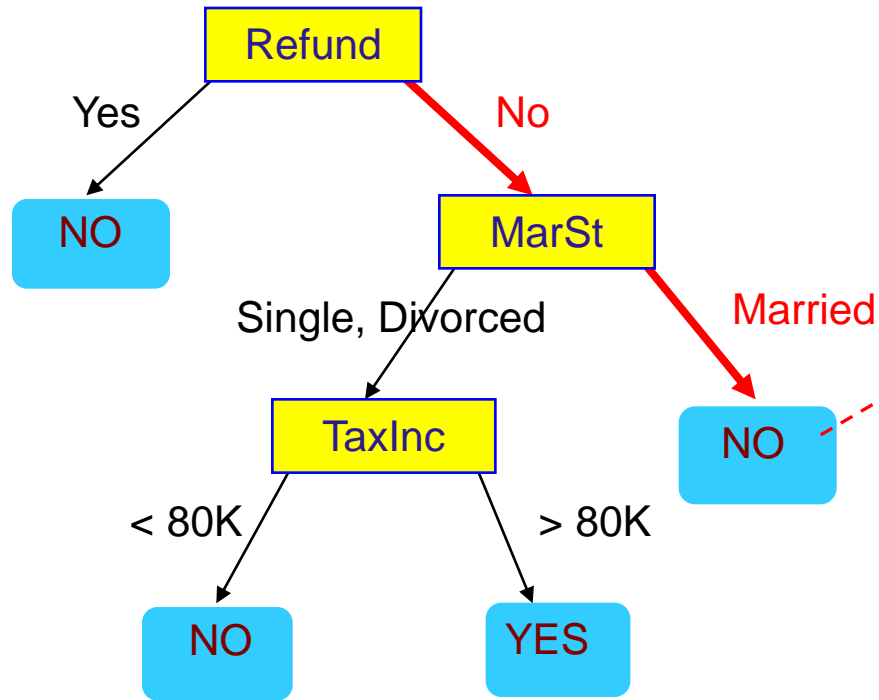 Refund
Yes
No
NO
MarSt
Single, Divorced
Married
TaxInc
NO
< 80K
> 80K
NO
YES